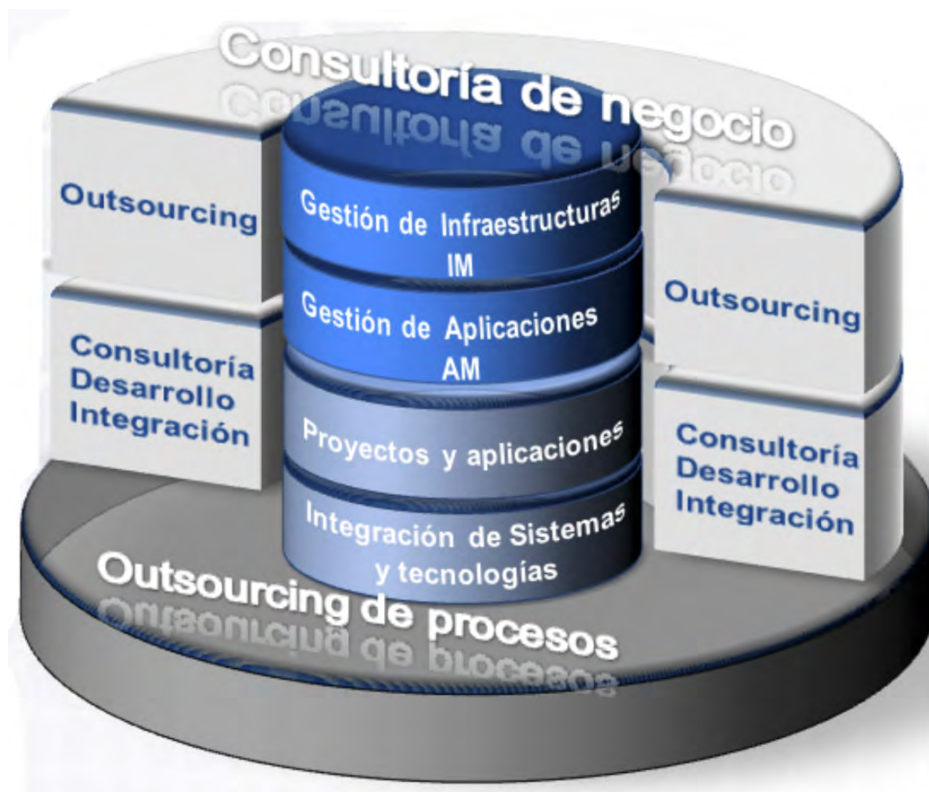 Consultoría de negocio
Outsourcing
Consultoría
Desarrollo
Integración
Gestión de Infraestructuras
IM
Gestión de Aplicaciones
AM
Proyectos y aplicaciones
Integración de Sistemas
y tecnologías
Outsourcing
Consultoría
Desarrollo
Integración
Outsourcing de procesos